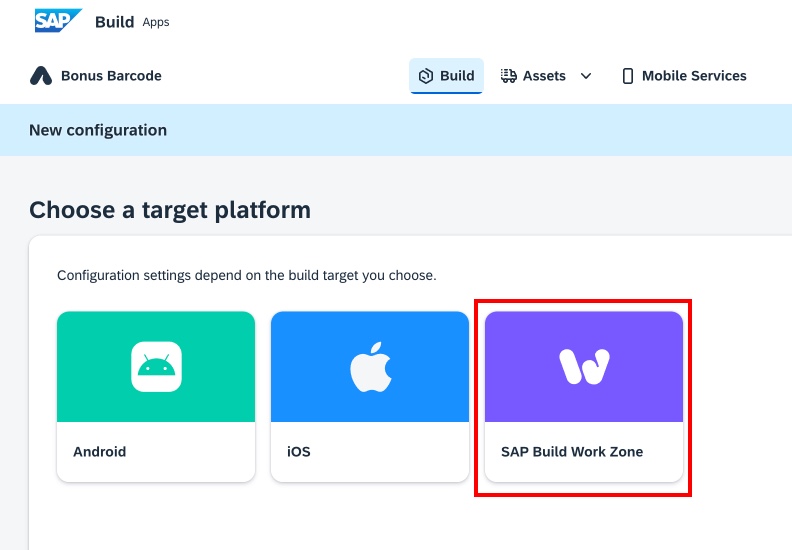 SAP Build Apps
Bonus Barcode Build Assets Mobile Services
New configuration
Choose a target platform
Configuration settings depend on the build target you choose.
Android iOS SAP Build Work Zone